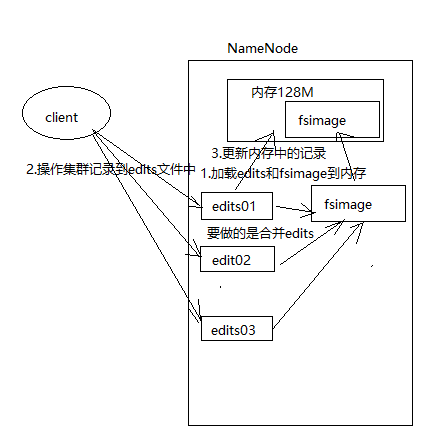 NameNode
内存128M
fsimage
client
3.更新内存中的记录
2.操作集群记录到edits文件中
1.加载edits和fsimage到内存
edits01
fsimage
要做的是合并edits
edit02
edits03